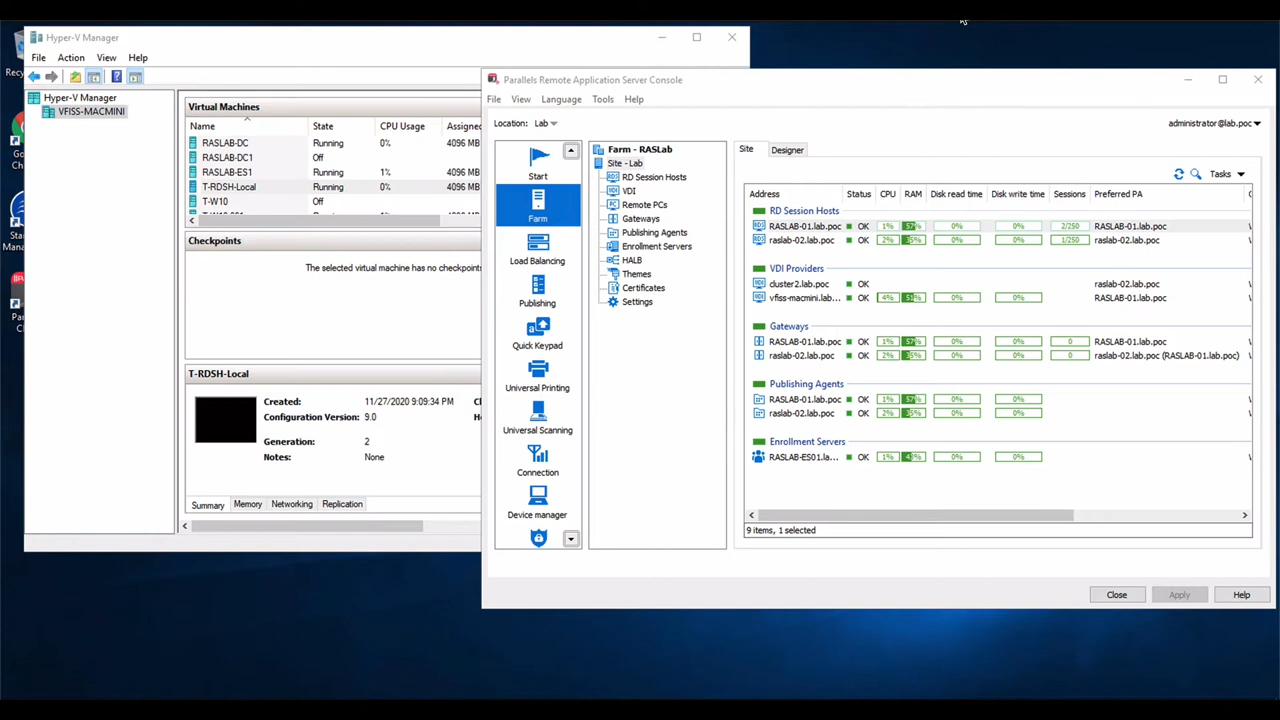 Recy
Go
Ch
Star
Mana
Par
Cl
Hyper-V Manager
File Action View Help
Hyper-V Manager
VFISS-MACMINI
Virtual Machines
Name State CPU Usage Assigned
RASLAB-DC Running 0% 4096 MB
RASLAB-DC1 Off
RASLAB-ES1 Running 1% 4096 MB
T-RDSH-Local Running 0% 4096 MB
T-W10 Off
Checkpoints
The selected virtual machine has no checkpoints
T-RDSH-Local
Created: 11/27/2020 9:09:34 PM
Configuration Version: 9.0
Generation: 2
Notes: None
Summary Memory Networking Replication
Parallels Remote Application Server Console
File View Language Tools Help
Location: Lab
administrator@lab.poc
Start
Farm
Load Balancing
Publishing
Quick Keypad
Universal Printing
Universal Scanning
Connection
Device manager
Farm - RASLab
Site - Lab
RD Session Hosts
VDI
Remote PCs
Gateways
Publishing Agents
Enrollment Servers
HALB
Themes
Certificates
Settings
Site Designer
Tasks
Address Status CPU RAM Disk read time Disk write time Sessions Preferred PA
RD Session Hosts
RASLAB-01.lab.poc OK 1% 57% 0% 0% 2/250 RASLAB-01.lab.poc
raslab-02.lab.poc OK 2% 35% 0% 0% 1/250 raslab-02.lab.poc
VDI Providers
cluster2.lab.poc OK raslab-02.lab.poc
vfiss-macmini.lab... OK 4% 51% 0% 0% RASLAB-01.lab.poc
Gateways
RASLAB-01.lab.poc OK 1% 57% 0% 0% 0 RASLAB-01.lab.poc
raslab-02.lab.poc OK 2% 35% 0% 0% 0 raslab-02.lab.poc (RASLAB-01.lab.poc)
Publishing Agents
RASLAB-01.lab.poc OK 1% 57% 0% 0%
raslab-02.lab.poc OK 2% 35% 0% 0%
Enrollment Servers
RASLAB-ES01.la... OK 1% 0% 0%
9 items, 1 selected
Close Apply Help